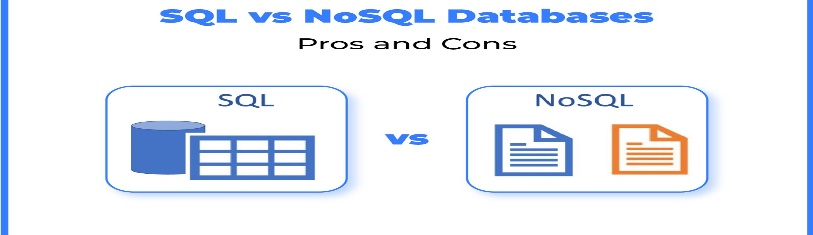 SQL vs NoSQL Databases
Pros and Cons
SQL
vs
NoSQL